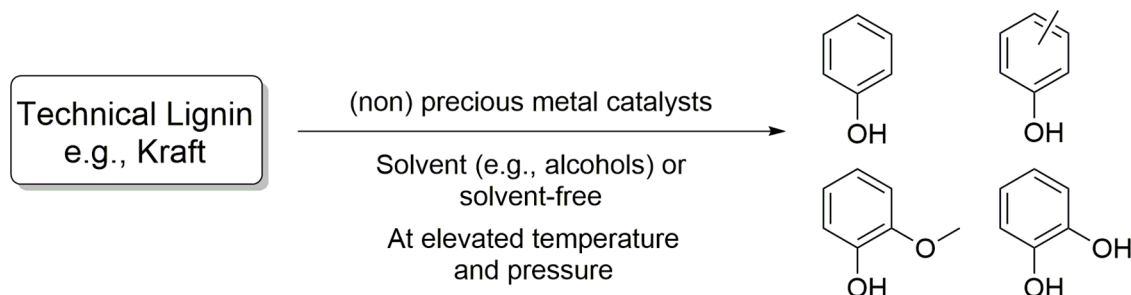 Technical Lignin
e.g., Kraft
(non) precious metal catalysts
Solvent (e.g., alcohols) or
solvent-free
At elevated temperature
and pressure
OH
OH
O
OH
OH
OH